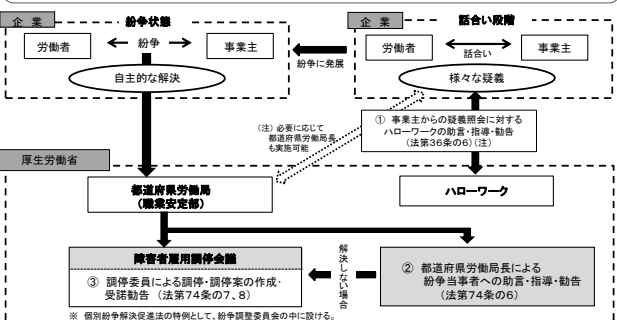 企 業
紛争状態
労働者
紛争
事業主
自主的な解決
紛争に発展
企 業
話合い段階
労働者
話合い
事業主
様々な疑義
(注) 必要に応じて
都道府県労働局長
も実施可能
① 事業主からの疑義照会に対する
ハローワークの助言・指導・勧告
(法第36条の6)(注)
厚生労働省
都道府県労働局
(職業安定部)
ハローワーク
障害者雇用調停会議
③ 調停委員による調停・調停案の作成・
受諾勧告 (法第74条の7、8)
解決しない場合
② 都道府県労働局長による
紛争当事者への助言・指導・勧告
(法第74条の6)
※ 個別紛争解決促進法の特例として、紛争調整委員会の中に設ける。